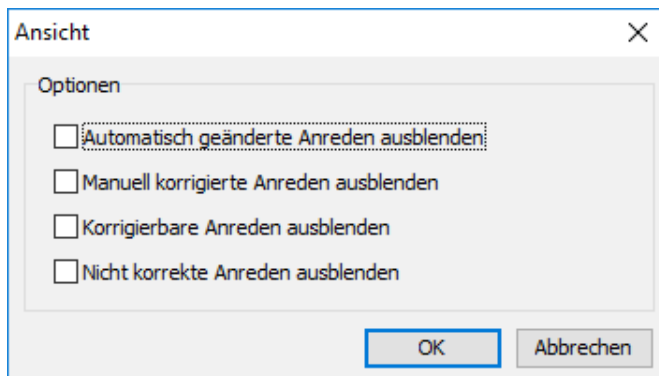 Ansicht
Optionen
Automatisch geänderte Anreden ausblenden
Manuell korrigierte Anreden ausblenden
Korrigierbare Anreden ausblenden
Nicht korrekte Anreden ausblenden
OK Abbrechen